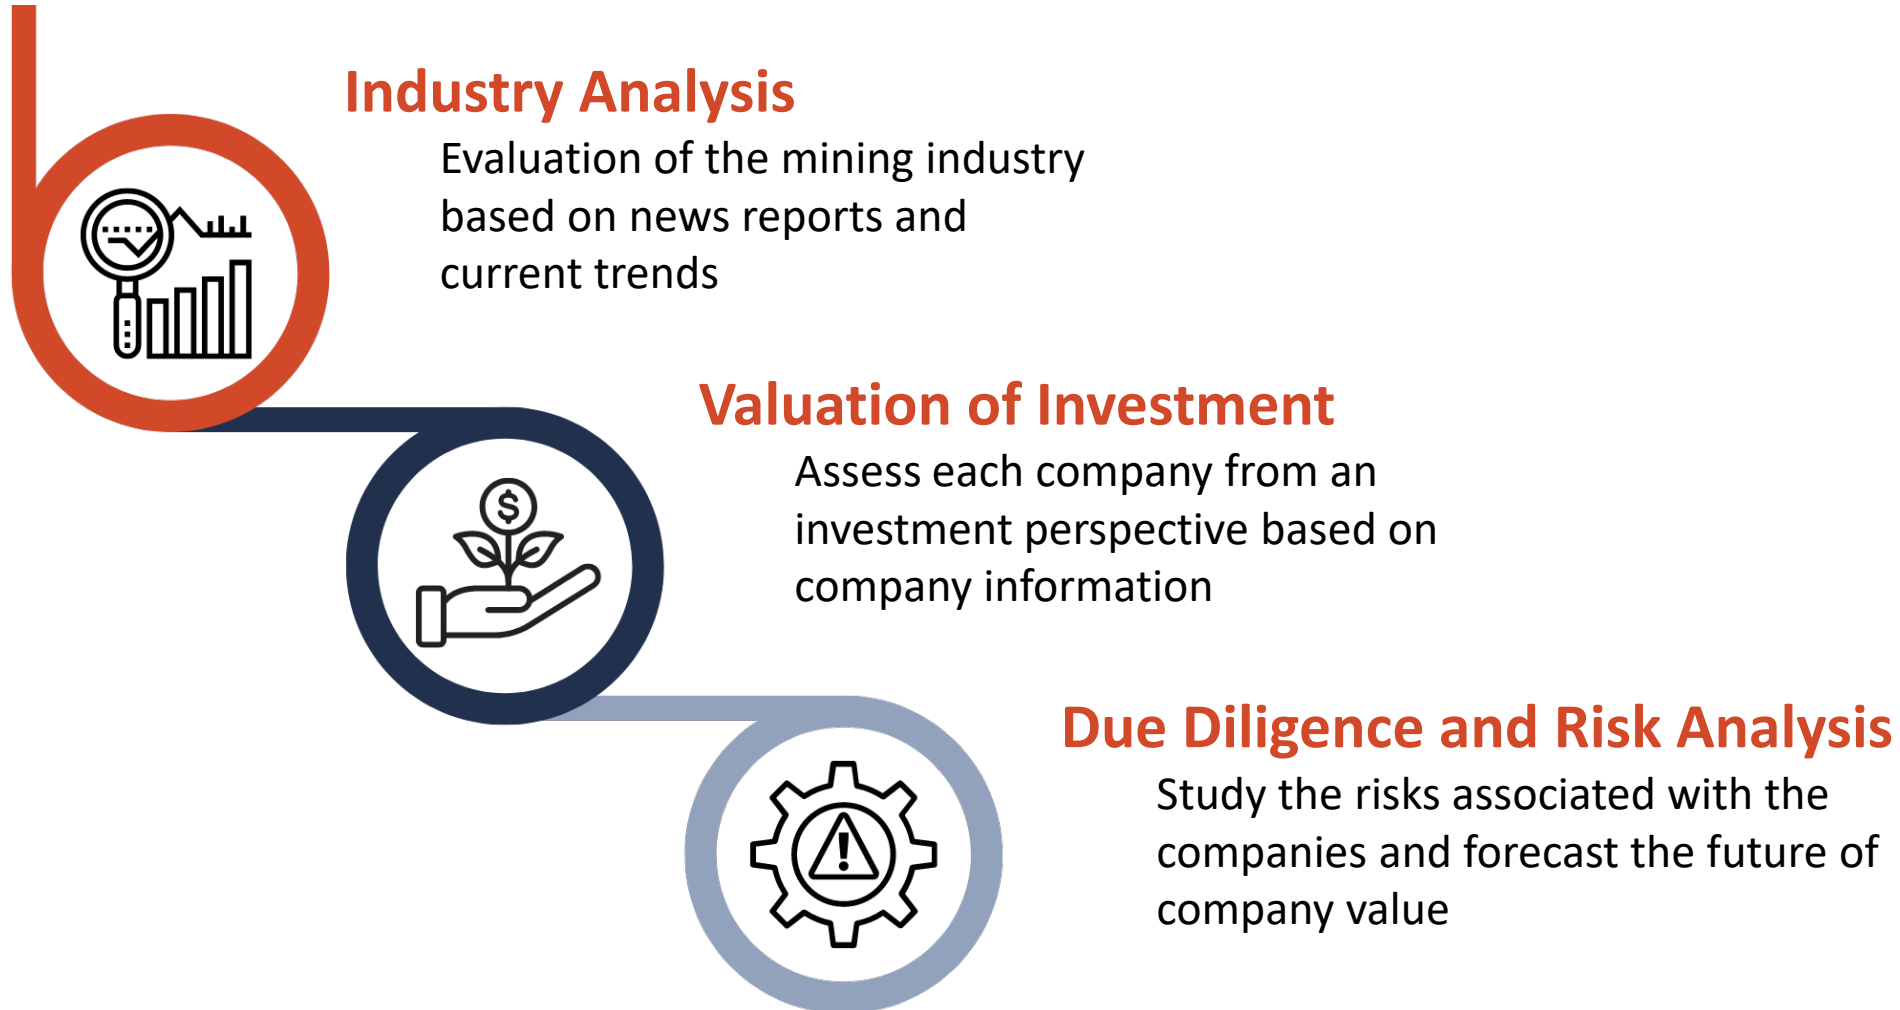 Industry Analysis
Evaluation of the mining industry
based on news reports and
current trends
Valuation of Investment
Assess each company from an
investment perspective based on
company information
$
Due Diligence and Risk Analysis
Study the risks associated with the
companies and forecast the future of
company value
!